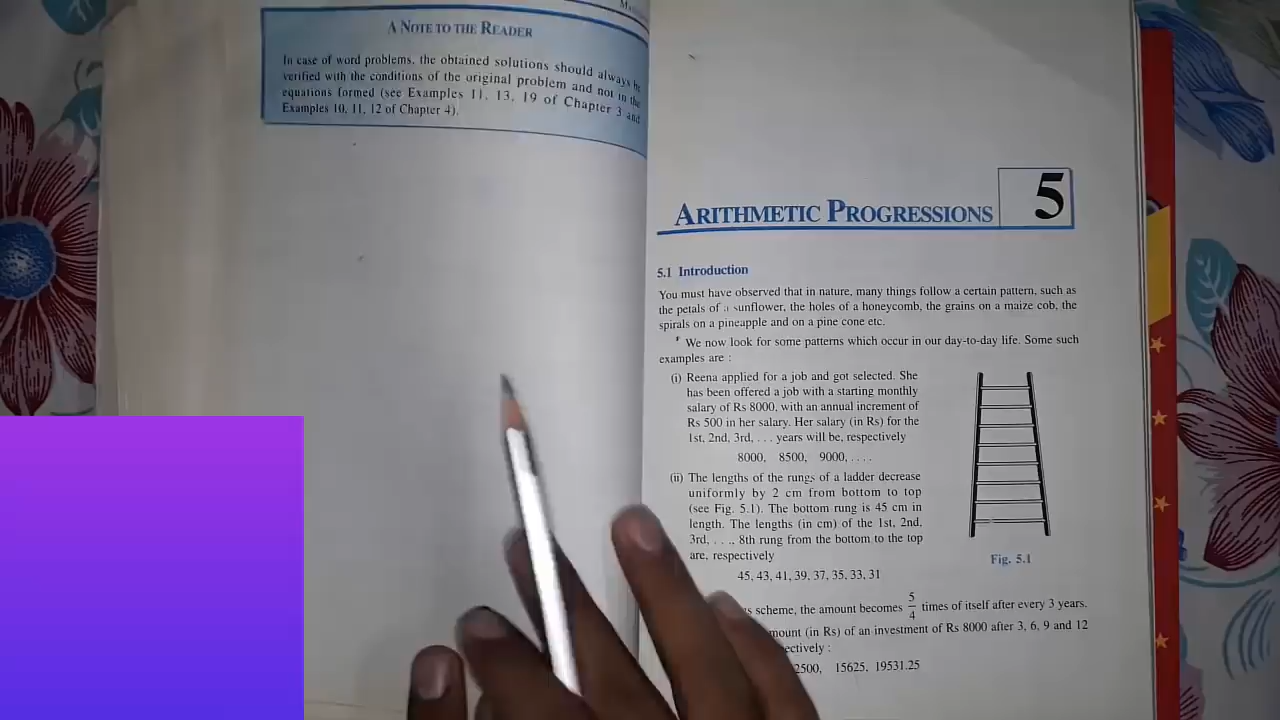 A NOTE TO THE READER
In case of word problems, the obtained solutions should always be
verified with the conditions of the original problem and not in the
equations formed (see Examples 11, 13, 19 of Chapter 3 and
Examples 10, 11, 12 of Chapter 4).
5
ARITHMETIC PROGRESSIONS
5.1 Introduction
You must have observed that in nature, many things follow a certain pattern, such as
the petals of a sunflower, the holes of a honeycomb, the grains on a maize cob, the
spirals on a pineapple and on a pine cone etc.
We now look for some patterns which occur in our day-to-day life. Some such
examples are :
(i) Reena applied for a job and got selected. She
has been offered a job with a starting monthly
salary of Rs 8000, with an annual increment of
Rs 500 in her salary. Her salary (in Rs) for the
1st, 2nd, 3rd, . . . years will be, respectively
8000, 8500, 9000, . . . .
(ii) The lengths of the rungs of a ladder decrease
uniformly by 2 cm from bottom to top
(see Fig. 5.1). The bottom rung is 45 cm in
length. The lengths (in cm) of the 1st, 2nd,
3rd, . . ., 8th rung from the bottom to the top
are, respectively
45, 43, 41, 39, 37, 35, 33, 31
Fig. 5.1
scheme, the amount becomes 5/4 times of itself after every 3 years.
(in Rs) of an investment of Rs 8000 after 3, 6, 9 and 12
:
15625, 19531.25